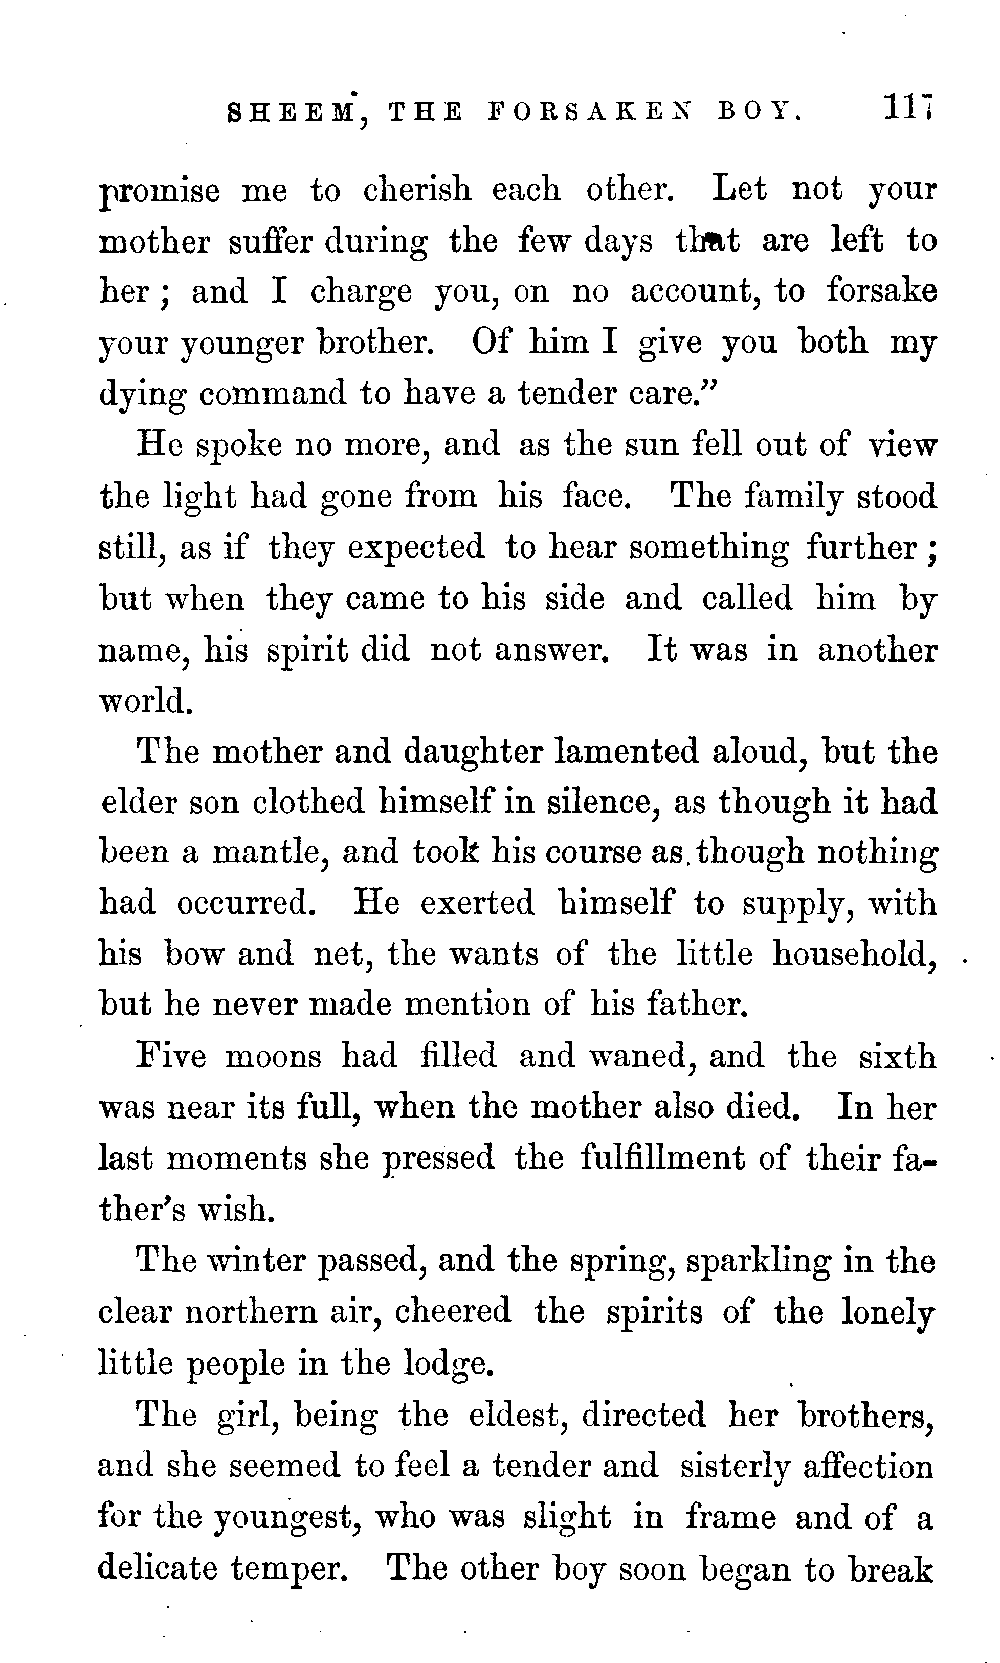 SHEEM, THE FORSAKEN BOY. 117
promise me to cherish each other. Let not your
mother suffer during the few days that are left to
her; and I charge you, on no account, to forsake
your younger brother. Of him I give you both my
dying command to have a tender care.”
He spoke no more, and as the sun fell out of view
the light had gone from his face. The family stood
still, as if they expected to hear something further;
but when they came to his side and called him by
name, his spirit did not answer. It was in another
world.
The mother and daughter lamented aloud, but the
elder son clothed himself in silence, as though it had
been a mantle, and took his course as though nothing
had occurred. He exerted himself to supply, with
his bow and net, the wants of the little household,
but he never made mention of his father.
Five moons had filled and waned, and the sixth
was near its full, when the mother also died. In her
last moments she pressed the fulfillment of their fa-
ther's wish.
The winter passed, and the spring, sparkling in the
clear northern air, cheered the spirits of the lonely
little people in the lodge.
The girl, being the eldest, directed her brothers,
and she seemed to feel a tender and sisterly affection
for the youngest, who was slight in frame and of a
delicate temper. The other boy soon began to break